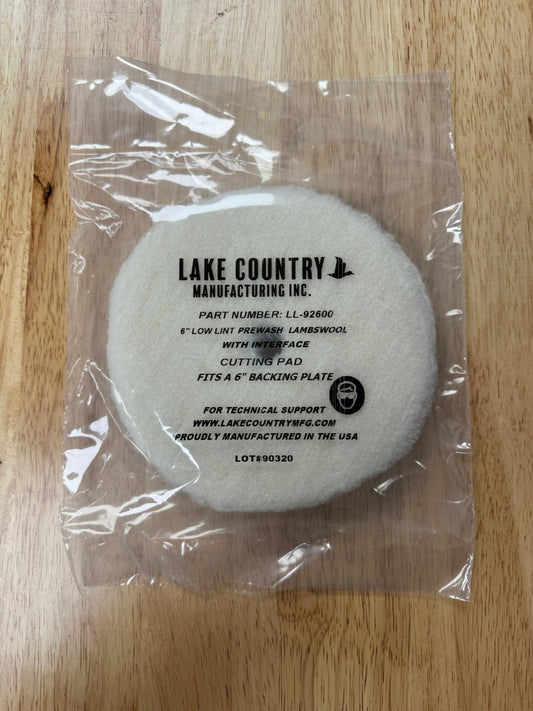 LAKE COUNTRY
MANUFACTURING INC.
PART NUMBER: LL-92600
6" LOW LINT PREWASH LAMBSWOOL
WITH INTERFACE
CUTTING PAD
FITS A 6" BACKING PLATE
FOR TECHNICAL SUPPORT
WWW.LAKECOUNTRYMFG.COM
PROUDLY MANUFACTURED IN THE USA
LOT#90320